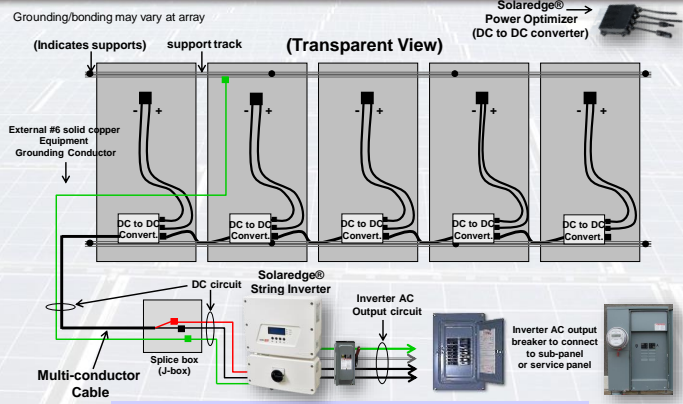 Grounding/bonding may vary at array
Solaredge®
Power Optimizer
(DC to DC converter)
(Indicates supports)
support track
(Transparent View)
- +
- +
- +
- +
- +
External #6 solid copper
Equipment
Grounding Conductor
DC to DC
Convert.
DC to DC
Convert.
DC to DC
Convert.
DC to DC
Convert.
DC to DC
Convert.
DC circuit
Solaredge®
String Inverter
Inverter AC
Output circuit
Splice box
(J-box)
Multi-conductor
Cable
Inverter AC output
breaker to connect
to sub-panel
or service panel